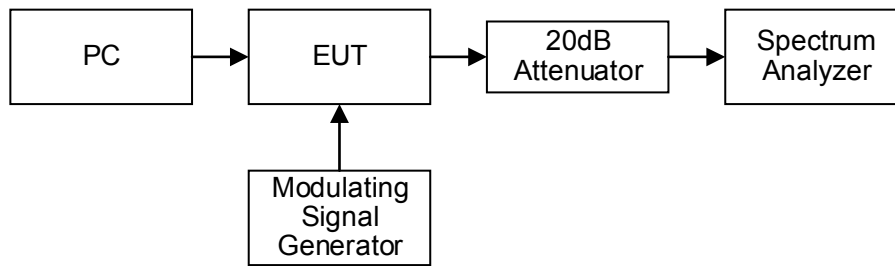 PC
EUT
20dB
Attenuator
Spectrum
Analyzer
Modulating
Signal
Generator